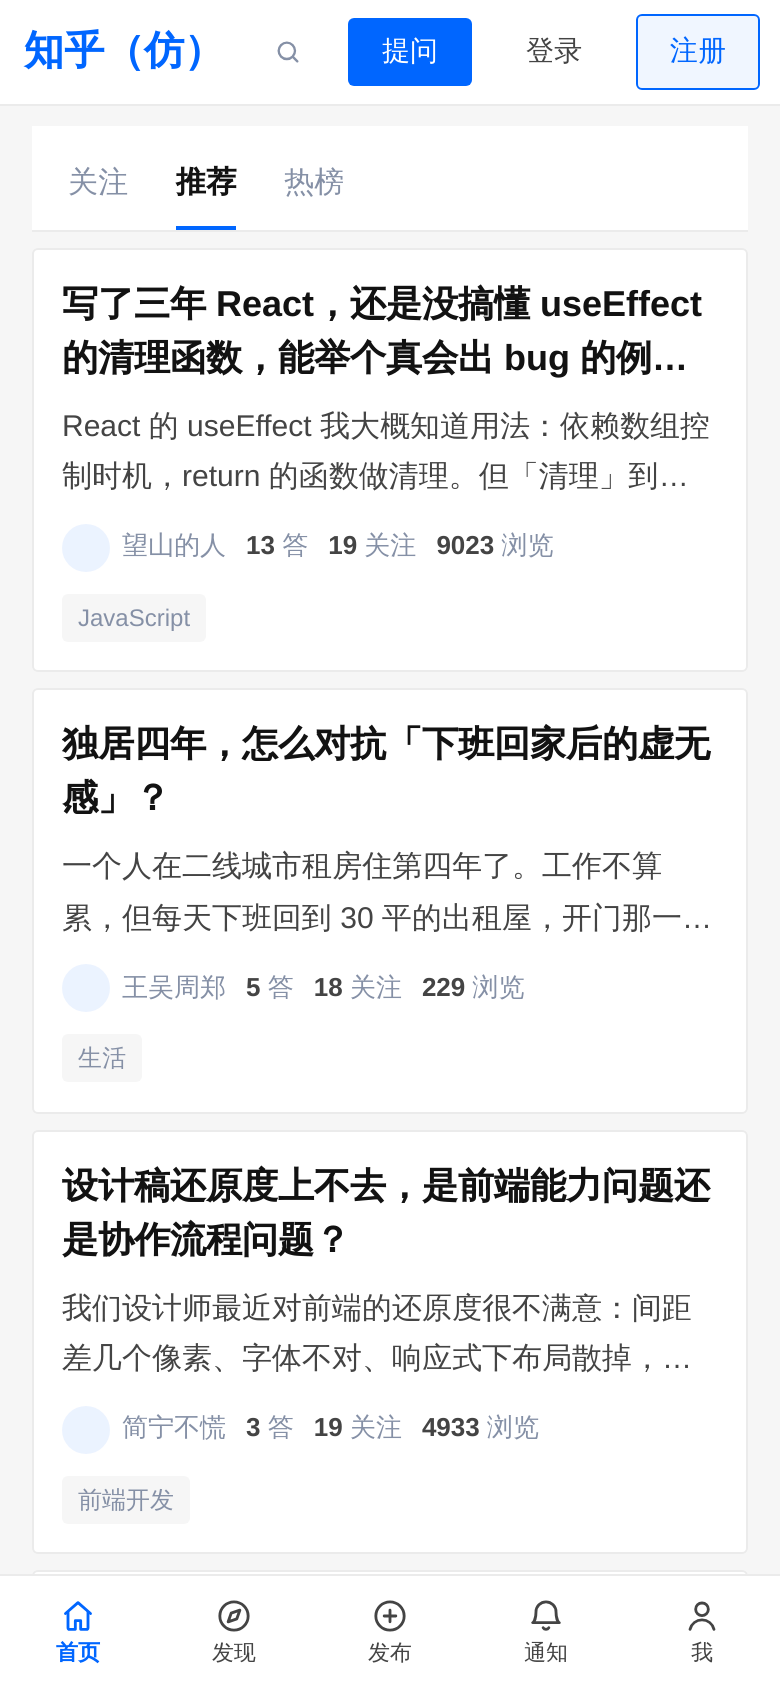 知乎（仿）
提问
登录
注册
关注
推荐
热榜
写了三年 React，还是没搞懂 useEffect
的清理函数，能举个真会出 bug 的例...
React 的 useEffect 我大概知道用法：依赖数组控
制时机，return 的函数做清理。但「清理」到...
望山的人 13 答 19 关注 9023 浏览
JavaScript
独居四年，怎么对抗「下班回家后的虚无
感」？
一个人在二线城市租房住第四年了。工作不算
累，但每天下班回到 30 平的出租屋，开门那一...
王吴周郑 5 答 18 关注 229 浏览
生活
设计稿还原度上不去，是前端能力问题还
是协作流程问题？
我们设计师最近对前端的还原度很不满意：间距
差几个像素、字体不对、响应式下布局散掉，...
简宁不慌 3 答 19 关注 4933 浏览
前端开发
首页
发现
发布
通知
我